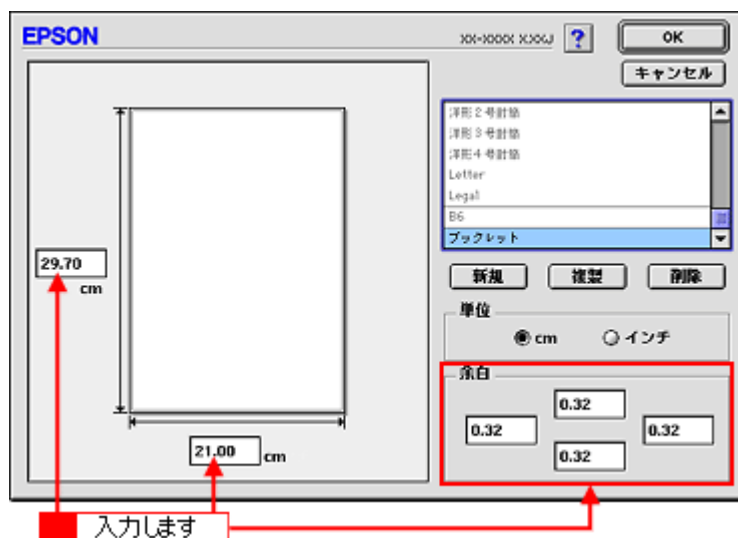 EPSON
XX-XXXX XJXXJ ?
OK
キャンセル
洋形2号封筒
洋形3号封筒
洋形4号封筒
Letter
Legal
B6
ブックレット
新規 複製 削除
単位
cm インチ
余白
0.32
0.32 0.32
0.32
29.70
cm
21.00 cm
入力します